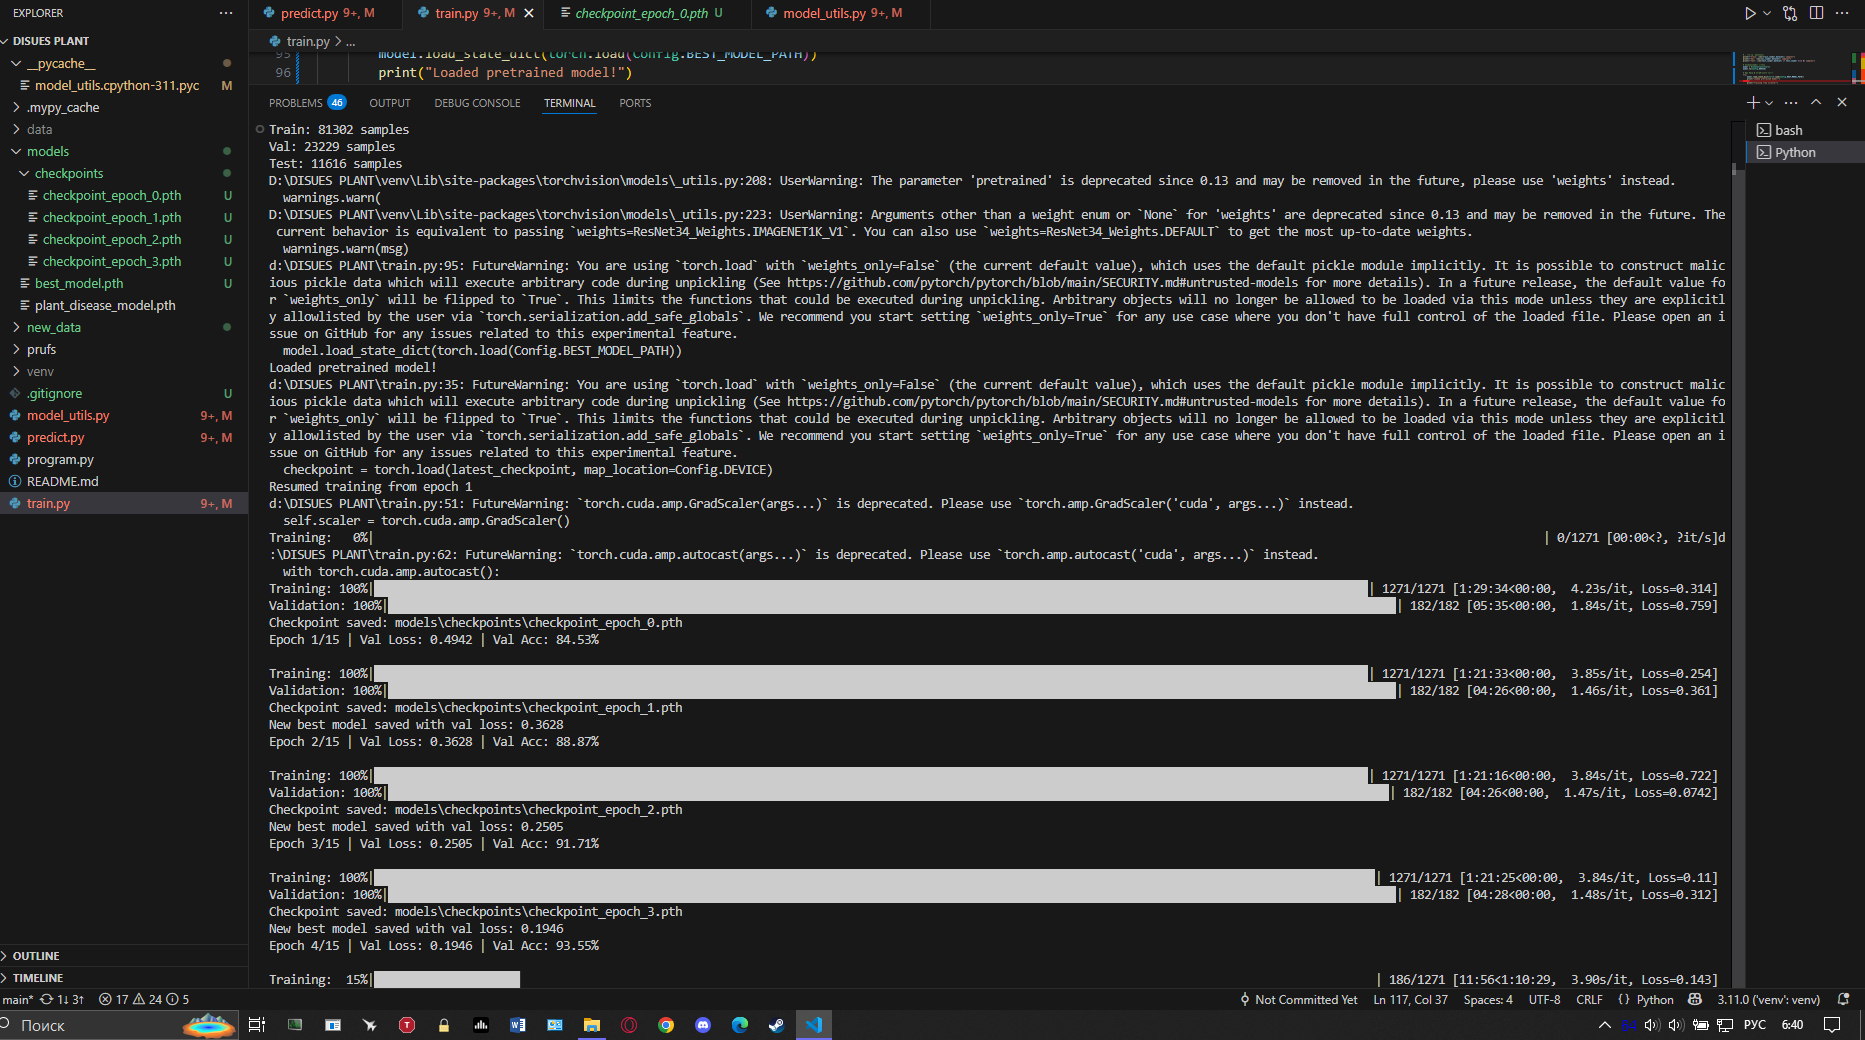 EXPLORER
DISUES PLANT
__pycache__
model_utils.cpython-311.pyc M
.mypy_cache
data
models
checkpoints
checkpoint_epoch_0.pth U
checkpoint_epoch_1.pth U
checkpoint_epoch_2.pth U
checkpoint_epoch_3.pth U
best_model.pth U
plant_disease_model.pth
new_data
prufs
venv
.gitignore U
model_utils.py 9+, M
predict.py 9+, M
program.py
README.md
train.py 9+, M
OUTLINE
TIMELINE
predict.py 9+, M
train.py 9+, M
checkpoint_epoch_0.pth U
model_utils.py 9+, M
train.py > ...
95 model.load_state_dict(torch.load(Config.BEST_MODEL_PATH))
96 print("Loaded pretrained model!")
PROBLEMS 46 OUTPUT DEBUG CONSOLE TERMINAL PORTS
Train: 81302 samples
Val: 23229 samples
Test: 11616 samples
D:\DISUES PLANT\venv\Lib\site-packages\torchvision\models\_utils.py:208: UserWarning: The parameter 'pretrained' is deprecated since 0.13 and may be removed in the future, please use 'weights' instead.
warnings.warn(
D:\DISUES PLANT\venv\Lib\site-packages\torchvision\models\_utils.py:223: UserWarning: Arguments other than a weight enum or `None` for 'weights' are deprecated since 0.13 and may be removed in the future. The
current behavior is equivalent to passing `weights=ResNet34_Weights.IMAGENET1K_V1`. You can also use `weights=ResNet34_Weights.DEFAULT` to get the most up-to-date weights.
warnings.warn(msg)
d:\DISUES PLANT\train.py:95: FutureWarning: You are using `torch.load` with `weights_only=False` (the current default value), which uses the default pickle module implicitly. It is possible to construct malic
ious pickle data which will execute arbitrary code during unpickling (See https://github.com/pytorch/pytorch/blob/main/SECURITY.md#untrusted-models for more details). In a future release, the default value fo
r `weights_only` will be flipped to `True`. This limits the functions that could be executed during unpickling. Arbitrary objects will no longer be allowed to be loaded via this mode unless they are explicitl
y allowlisted by the user via `torch.serialization.add_safe_globals`. We recommend you start setting `weights_only=True` for any use case where you don't have full control of the loaded file. Please open an i
ssue on GitHub for any issues related to this experimental feature.
model.load_state_dict(torch.load(Config.BEST_MODEL_PATH))
Loaded pretrained model!
d:\DISUES PLANT\train.py:35: FutureWarning: You are using `torch.load` with `weights_only=False` (the current default value), which uses the default pickle module implicitly. It is possible to construct malic
ious pickle data which will execute arbitrary code during unpickling (See https://github.com/pytorch/pytorch/blob/main/SECURITY.md#untrusted-models for more details). In a future release, the default value fo
r `weights_only` will be flipped to `True`. This limits the functions that could be executed during unpickling. Arbitrary objects will no longer be allowed to be loaded via this mode unless they are explicitl
y allowlisted by the user via `torch.serialization.add_safe_globals`. We recommend you start setting `weights_only=True` for any use case where you don't have full control of the loaded file. Please open an i
ssue on GitHub for any issues related to this experimental feature.
checkpoint = torch.load(latest_checkpoint, map_location=Config.DEVICE)
Resumed training from epoch 1
d:\DISUES PLANT\train.py:51: FutureWarning: `torch.cuda.amp.GradScaler(args...)` is deprecated. Please use `torch.amp.GradScaler('cuda', args...)` instead.
self.scaler = torch.cuda.amp.GradScaler()
Training: 0%| | 0/1271 [00:00<?, ?it/s]d
:\DISUES PLANT\train.py:62: FutureWarning: `torch.cuda.amp.autocast(args...)` is deprecated. Please use `torch.amp.autocast('cuda', args...)` instead.
with torch.cuda.amp.autocast():
Training: 100%| | 1271/1271 [1:29:34<00:00, 4.23s/it, Loss=0.314]
Validation: 100%| | 182/182 [05:35<00:00, 1.84s/it, Loss=0.759]
Checkpoint saved: models\checkpoints\checkpoint_epoch_0.pth
Epoch 1/15 | Val Loss: 0.4942 | Val Acc: 84.53%
Training: 100%| | 1271/1271 [1:21:33<00:00, 3.85s/it, Loss=0.254]
Validation: 100%| | 182/182 [04:26<00:00, 1.46s/it, Loss=0.361]
Checkpoint saved: models\checkpoints\checkpoint_epoch_1.pth
New best model saved with val loss: 0.3628
Epoch 2/15 | Val Loss: 0.3628 | Val Acc: 88.87%
Training: 100%| | 1271/1271 [1:21:16<00:00, 3.84s/it, Loss=0.722]
Validation: 100%| | 182/182 [04:26<00:00, 1.47s/it, Loss=0.0742]
Checkpoint saved: models\checkpoints\checkpoint_epoch_2.pth
New best model saved with val loss: 0.2505
Epoch 3/15 | Val Loss: 0.2505 | Val Acc: 91.71%
Training: 100%| | 1271/1271 [1:21:25<00:00, 3.84s/it, Loss=0.11]
Validation: 100%| | 182/182 [04:28<00:00, 1.48s/it, Loss=0.312]
Checkpoint saved: models\checkpoints\checkpoint_epoch_3.pth
New best model saved with val loss: 0.1946
Epoch 4/15 | Val Loss: 0.1946 | Val Acc: 93.55%
Training: 15%| | 186/1271 [11:56<1:10:29, 3.90s/it, Loss=0.143]
bash
Python
main* 1↓ 3↑ 17 24 5
Not Committed Yet Ln 117, Col 37 Spaces: 4 UTF-8 CRLF { } Python 3.11.0 ('venv': venv)
Поиск
РУС 6:40